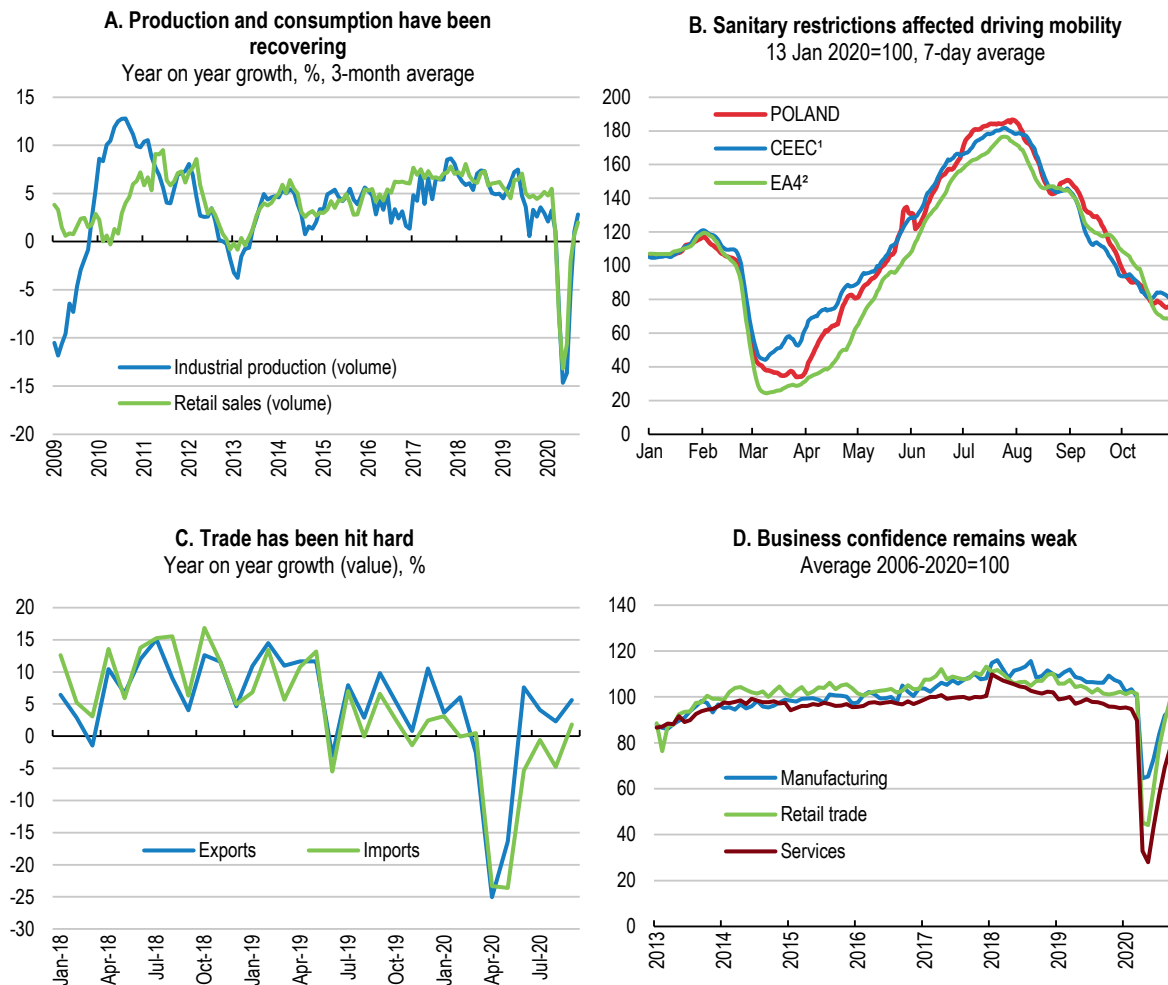 A. Production and consumption have been
recovering
Year on year growth, %, 3-month average
15
10
5
0
-5
-10
-15
-20
Industrial production (volume)
Retail sales (volume)
2009
2010
2011
2012
2013
2014
2015
2016
2017
2018
2019
2020
B. Sanitary restrictions affected driving mobility
13 Jan 2020=100, 7-day average
200
180
160
140
120
100
80
60
40
20
0
POLAND
CEEC¹
EA4²
Jan Feb Mar Apr May Jun Jul Aug Sep Oct
C. Trade has been hit hard
Year on year growth (value), %
20
15
10
5
0
-5
-10
-15
-20
-25
-30
Exports Imports
Jan-18
Apr-18
Jul-18
Oct-18
Jan-19
Apr-19
Jul-19
Oct-19
Jan-20
Apr-20
Jul-20
D. Business confidence remains weak
Average 2006-2020=100
140
120
100
80
60
40
20
0
Manufacturing
Retail trade
Services
2013
2014
2015
2016
2017
2018
2019
2020